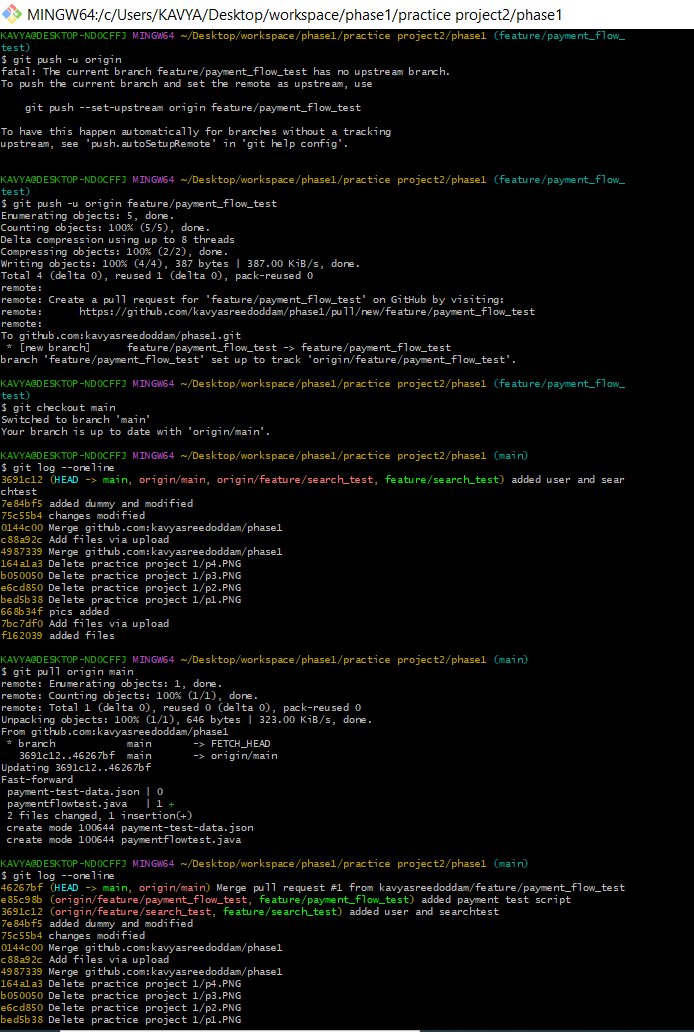 MINGW64:/c/Users/KAVYA/Desktop/workspace/phase1/practice project2/phase1
KAVYA@DESKTOP-ND0CFFJ MINGW64 ~/Desktop/workspace/phase1/practice project2/phase1 (feature/payment_flow_
test)
$ git push -u origin
fatal: The current branch feature/payment_flow_test has no upstream branch.
To push the current branch and set the remote as upstream, use
git push --set-upstream origin feature/payment_flow_test
To have this happen automatically for branches without a tracking
upstream, see 'push.autoSetupRemote' in 'git help config'.
KAVYA@DESKTOP-ND0CFFJ MINGW64 ~/Desktop/workspace/phase1/practice project2/phase1 (feature/payment_flow_
test)
$ git push -u origin feature/payment_flow_test
Enumerating objects: 5, done.
Counting objects: 100% (5/5), done.
Delta compression using up to 8 threads
Compressing objects: 100% (2/2), done.
Writing objects: 100% (4/4), 387 bytes | 387.00 KiB/s, done.
Total 4 (delta 0), reused 1 (delta 0), pack-reused 0
remote:
remote: Create a pull request for 'feature/payment_flow_test' on GitHub by visiting:
remote:      https://github.com/kavyasreedoddam/phase1/pull/new/feature/payment_flow_test
remote:
To github.com:kavyasreedoddam/phase1.git
* [new branch]      feature/payment_flow_test -> feature/payment_flow_test
branch 'feature/payment_flow_test' set up to track 'origin/feature/payment_flow_test'.
KAVYA@DESKTOP-ND0CFFJ MINGW64 ~/Desktop/workspace/phase1/practice project2/phase1 (feature/payment_flow_
test)
$ git checkout main
Switched to branch 'main'
Your branch is up to date with 'origin/main'.
KAVYA@DESKTOP-ND0CFFJ MINGW64 ~/Desktop/workspace/phase1/practice project2/phase1 (main)
$ git log --oneline
3691c12 (HEAD -> main, origin/main, origin/feature/search_test, feature/search_test) added user and sear
chtest
7e84bf5 added dummy and modified
75c55b4 changes modified
0144c00 Merge github.com:kavyasreedoddam/phase1
c88a92c Add files via upload
4987339 Merge github.com:kavyasreedoddam/phase1
164a1a3 Delete practice project 1/p4.PNG
b050050 Delete practice project 1/p3.PNG
e6cd850 Delete practice project 1/p2.PNG
bed5b38 Delete practice project 1/p1.PNG
668b34f pics added
7bc7df0 Add files via upload
f162039 added files
KAVYA@DESKTOP-ND0CFFJ MINGW64 ~/Desktop/workspace/phase1/practice project2/phase1 (main)
$ git pull origin main
remote: Enumerating objects: 1, done.
remote: Counting objects: 100% (1/1), done.
remote: Total 1 (delta 0), reused 0 (delta 0), pack-reused 0
Unpacking objects: 100% (1/1), 646 bytes | 323.00 KiB/s, done.
From github.com:kavyasreedoddam/phase1
* branch            main       -> FETCH_HEAD
3691c12..46267bf  main       -> origin/main
Updating 3691c12..46267bf
Fast-forward
payment-test-data.json | 0
paymentflowtest.java   | 1 +
2 files changed, 1 insertion(+)
create mode 100644 payment-test-data.json
create mode 100644 paymentflowtest.java
KAVYA@DESKTOP-ND0CFFJ MINGW64 ~/Desktop/workspace/phase1/practice project2/phase1 (main)
$ git log --oneline
46267bf (HEAD -> main, origin/main) Merge pull request #1 from kavyasreedoddam/feature/payment_flow_test
e85c98b (origin/feature/payment_flow_test, feature/payment_flow_test) added payment test script
3691c12 (origin/feature/search_test, feature/search_test) added user and searchtest
7e84bf5 added dummy and modified
75c55b4 changes modified
0144c00 Merge github.com:kavyasreedoddam/phase1
c88a92c Add files via upload
4987339 Merge github.com:kavyasreedoddam/phase1
164a1a3 Delete practice project 1/p4.PNG
b050050 Delete practice project 1/p3.PNG
e6cd850 Delete practice project 1/p2.PNG
bed5b38 Delete practice project 1/p1.PNG